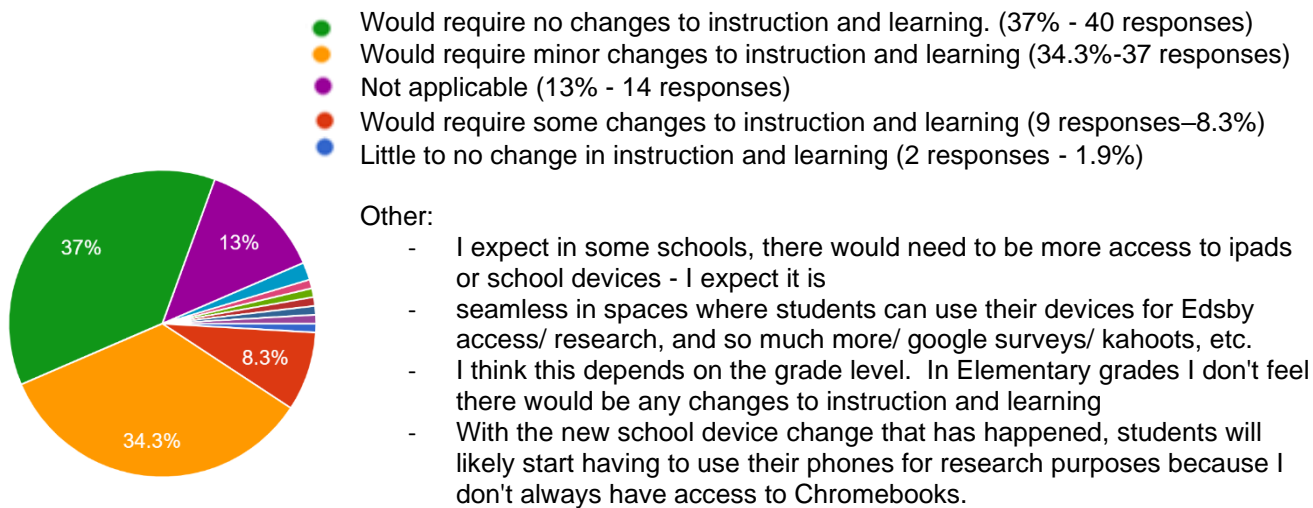 Would require no changes to instruction and learning. (37% - 40 responses)
Would require minor changes to instruction and learning (34.3%-37 responses)
Not applicable (13% - 14 responses)
Would require some changes to instruction and learning (9 responses–8.3%)
Little to no change in instruction and learning (2 responses - 1.9%)
37%
13%
8.3%
34.3%
Other:
- I expect in some schools, there would need to be more access to ipads
or school devices - I expect it is
- seamless in spaces where students can use their devices for Edsby
access/ research, and so much more/ google surveys/ kahoots, etc.
- I think this depends on the grade level.  In Elementary grades I don't feel
there would be any changes to instruction and learning
- With the new school device change that has happened, students will
likely start having to use their phones for research purposes because I
don't always have access to Chromebooks.